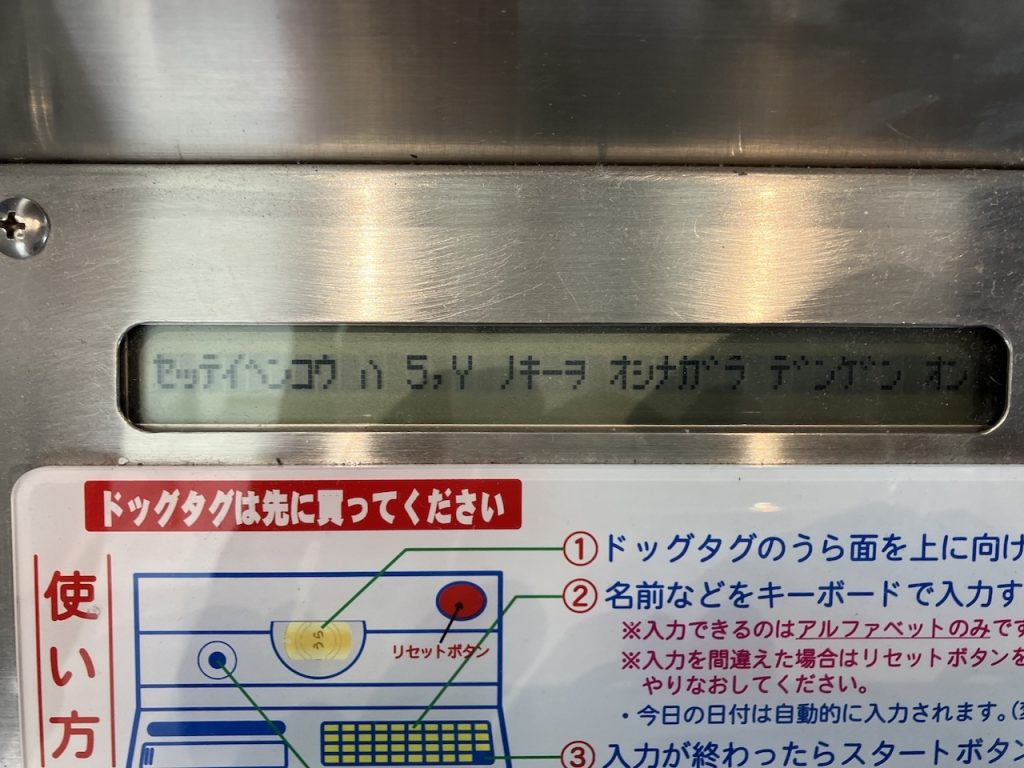 セッテイヘンコウ ハ 5,Y ノキーヲ オシナガラ デンゲン オン
ドッグタグは先に買ってください
使い方
うら
リセットボタン
①ドッグタグのうら面を上に向け
②名前などをキーボードで入力す
※入力できるのはアルファベットのみです
※入力を間違えた場合はリセットボタンを
やりなおしてください。
・今日の日付は自動的に入力されます。
③入力が終わったらスタートボタン